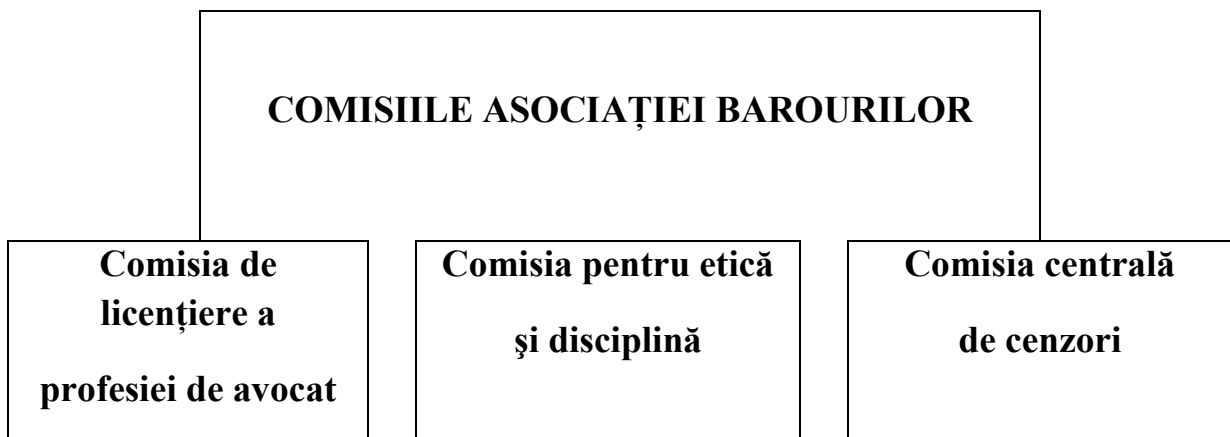 COMISIILE ASOCIAȚIEI BAROURILOR
Comisia de
licențiere a
profesiei de avocat
Comisia pentru etică
şi disciplină
Comisia centrală
de cenzori